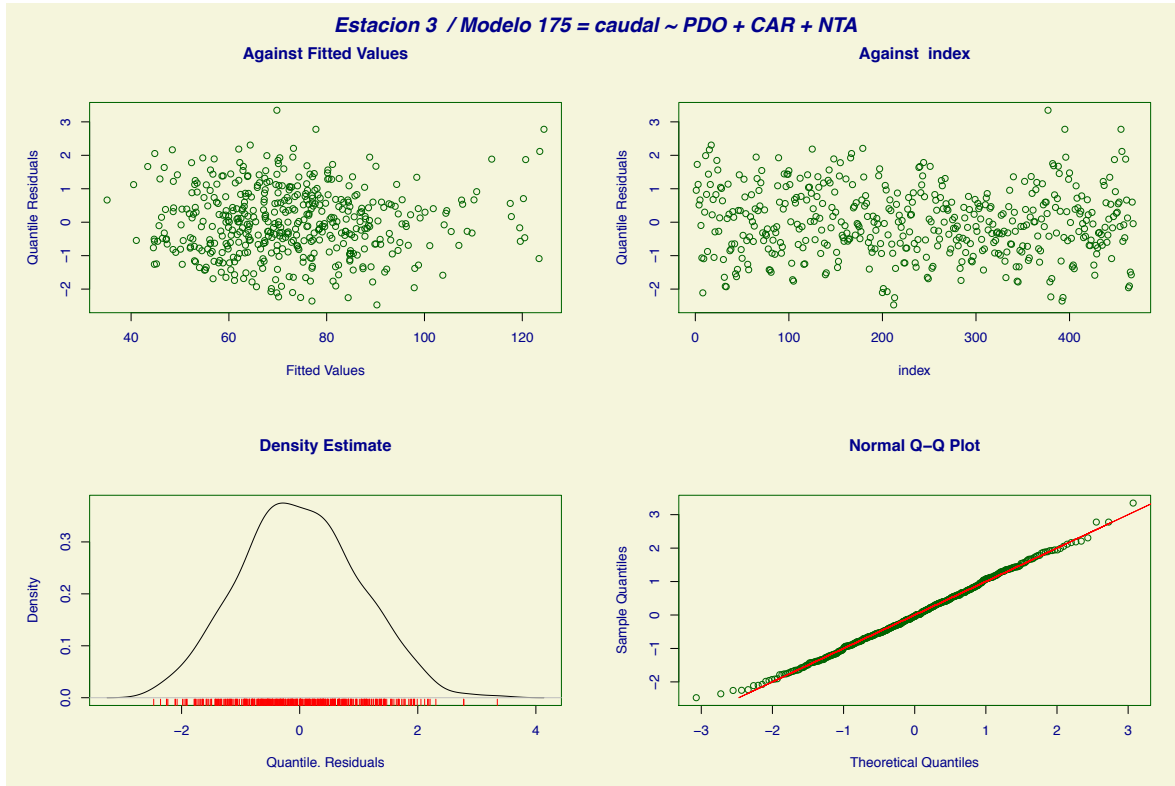 Estacion 3 / Modelo 175 = caudal ~ PDO + CAR + NTA
Against Fitted Values
Quantile Residuals
3
2
1
0
−1
−2
40 60 80 100 120
Fitted Values
Against index
Quantile Residuals
3
2
1
0
−1
−2
0 100 200 300 400
index
Density Estimate
Density
0.3
0.2
0.1
0.0
−2 0 2 4
Quantile. Residuals
Normal Q−Q Plot
Sample Quantiles
3
2
1
0
−1
−2
−3 −2 −1 0 1 2 3
Theoretical Quantiles